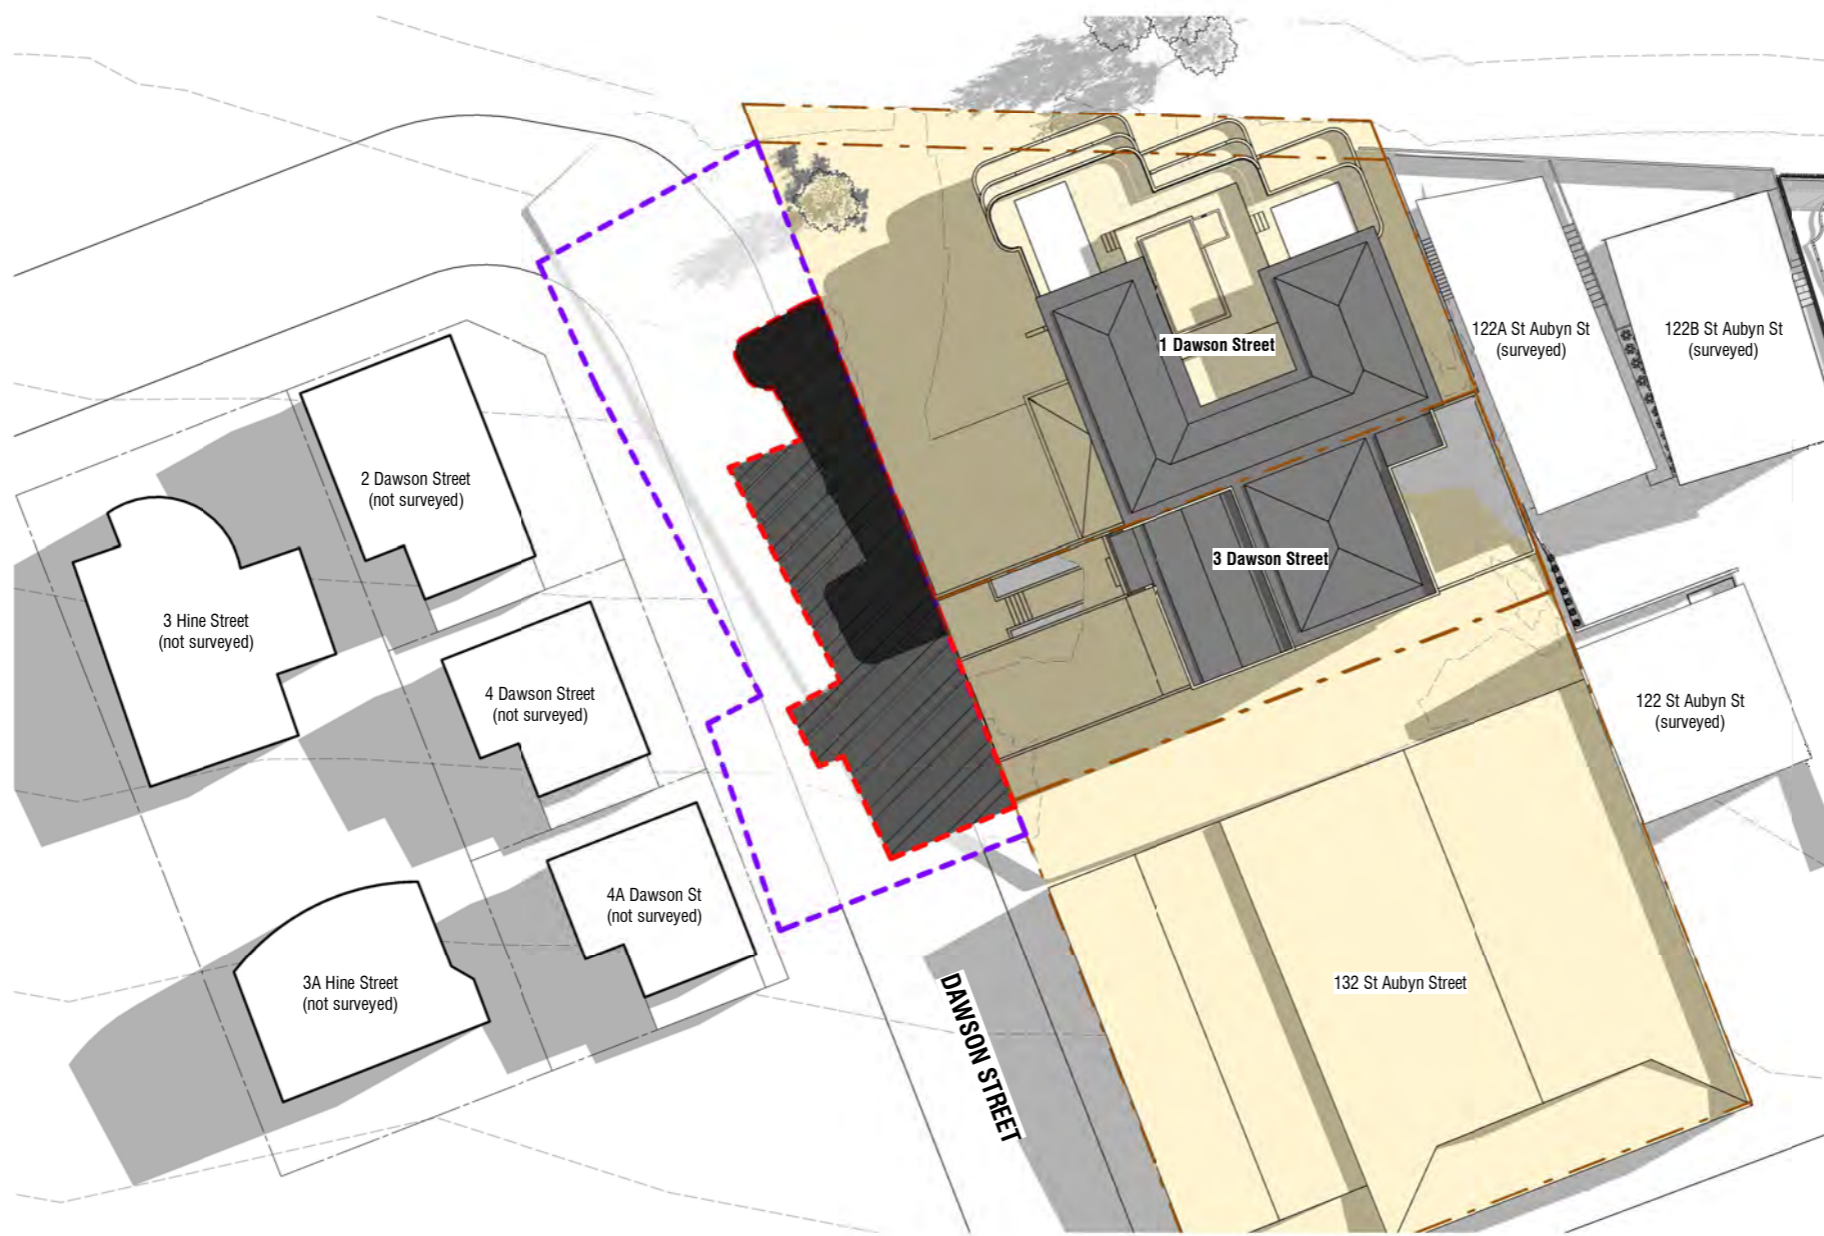 1 Dawson Street
122A St Aubyn St
(surveyed)
122B St Aubyn St
(surveyed)
2 Dawson Street
(not surveyed)
3 Dawson Street
3 Hine Street
(not surveyed)
4 Dawson Street
(not surveyed)
122 St Aubyn St
(surveyed)
4A Dawson St
(not surveyed)
3A Hine Street
(not surveyed)
132 St Aubyn Street
DAWSON STREET